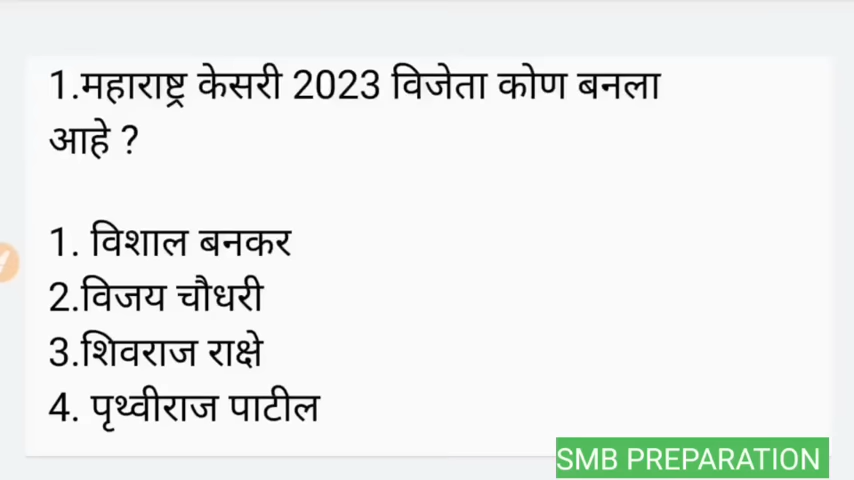 1.महाराष्ट्र केसरी 2023 विजेता कोण बनला
आहे ?
1. विशाल बनकर
2.विजय चौधरी
3.शिवराज राक्षे
4. पृथ्वीराज पाटील
SMB PREPARATION